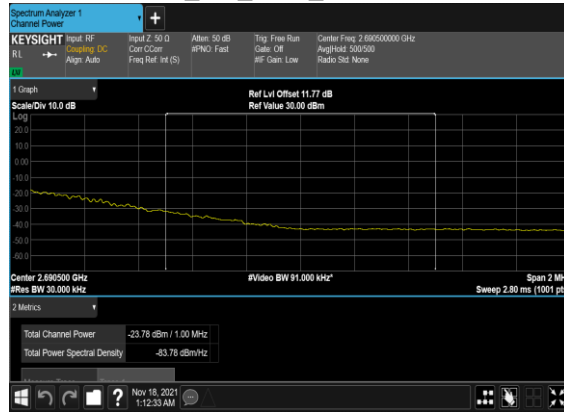 Spectrum Analyzer 1
Channel Power
+
KEYSIGHT
RL
Input: RF
Coupling: DC
Align: Auto
Input Z: 50 Ω
Corr CCorr
Freq Ref: Int (S)
Atten: 50 dB
#PNO: Fast
Trig: Free Run
Gate: Off
#IF Gain: Low
Center Freq: 2.690500000 GHz
Avg|Hold: 500/500
Radio Std: None
1 Graph
Scale/Div 10.0 dB
Ref Lvl Offset 11.77 dB
Ref Value 30.00 dBm
Log
20.0
10.0
0.00
-10.0
-20.0
-30.0
-40.0
-50.0
-60.0
Center 2.690500 GHz
#Video BW 91.000 kHz*
Span 2 MH
#Res BW 30.000 kHz
Sweep 2.80 ms (1001 pt
2 Metrics
Total Channel Power -23.78 dBm / 1.00 MHz
Total Power Spectral Density -83.78 dBm/Hz
?
Nov 18, 2021
1:12:33 AM